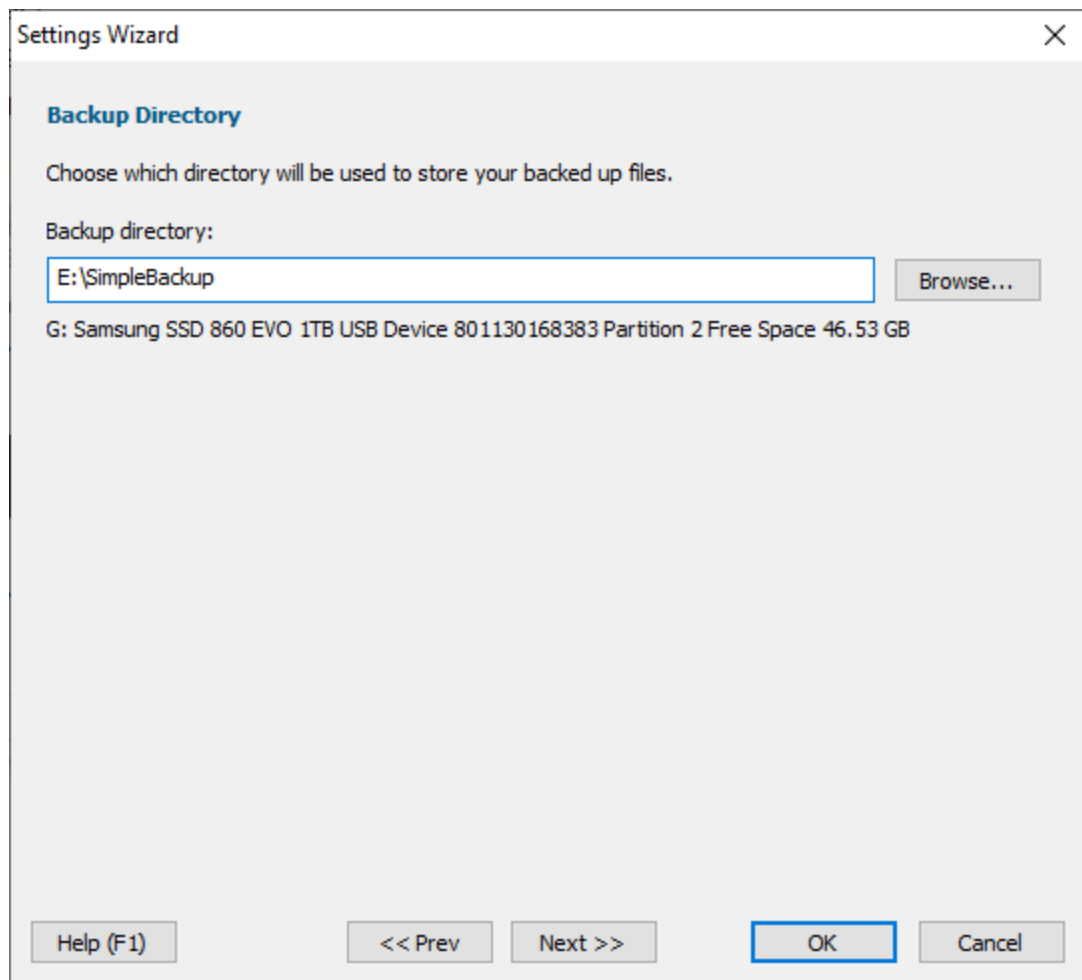 Settings Wizard
Backup Directory
Choose which directory will be used to store your backed up files.
Backup directory:
E:\SimpleBackup
Browse...
G: Samsung SSD 860 EVO 1TB USB Device 801130168383 Partition 2 Free Space 46.53 GB
Help (F1)
<< Prev
Next >>
OK
Cancel